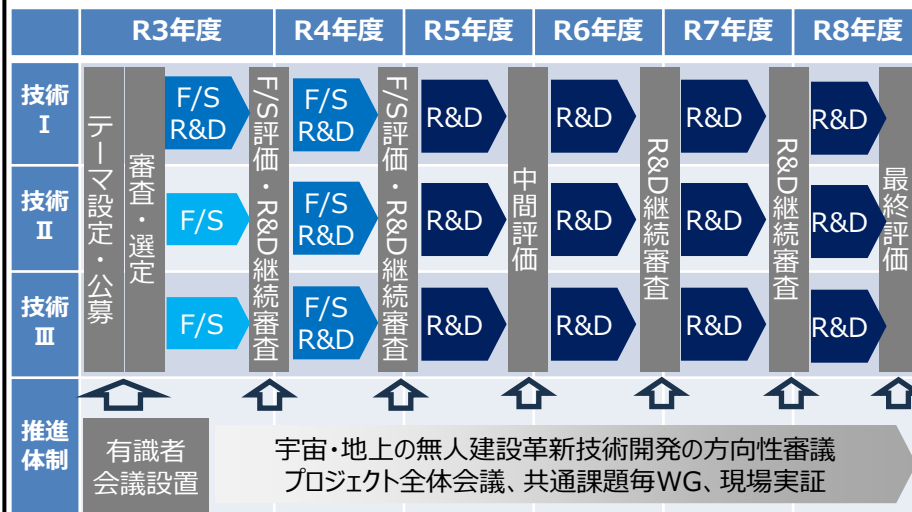 R3年度 R4年度 R5年度 R6年度 R7年度 R8年度
技術
Ⅰ
テーマ設定・公募
審査・選定
F/S
R&D
F/S評価・R&D継続審査
F/S
R&D
F/S評価・R&D継続審査
R&D
中間評価
R&D
R&D継続審査
R&D
R&D継続審査
R&D
最終評価
技術
Ⅱ
F/S
F/S
R&D
R&D
R&D
R&D
R&D
技術
Ⅲ
F/S
F/S
R&D
R&D
R&D
R&D
R&D
推進
体制
有識者
会議設置
宇宙・地上の無人建設革新技術開発の方向性審議
プロジェクト全体会議、共通課題毎WG、現場実証